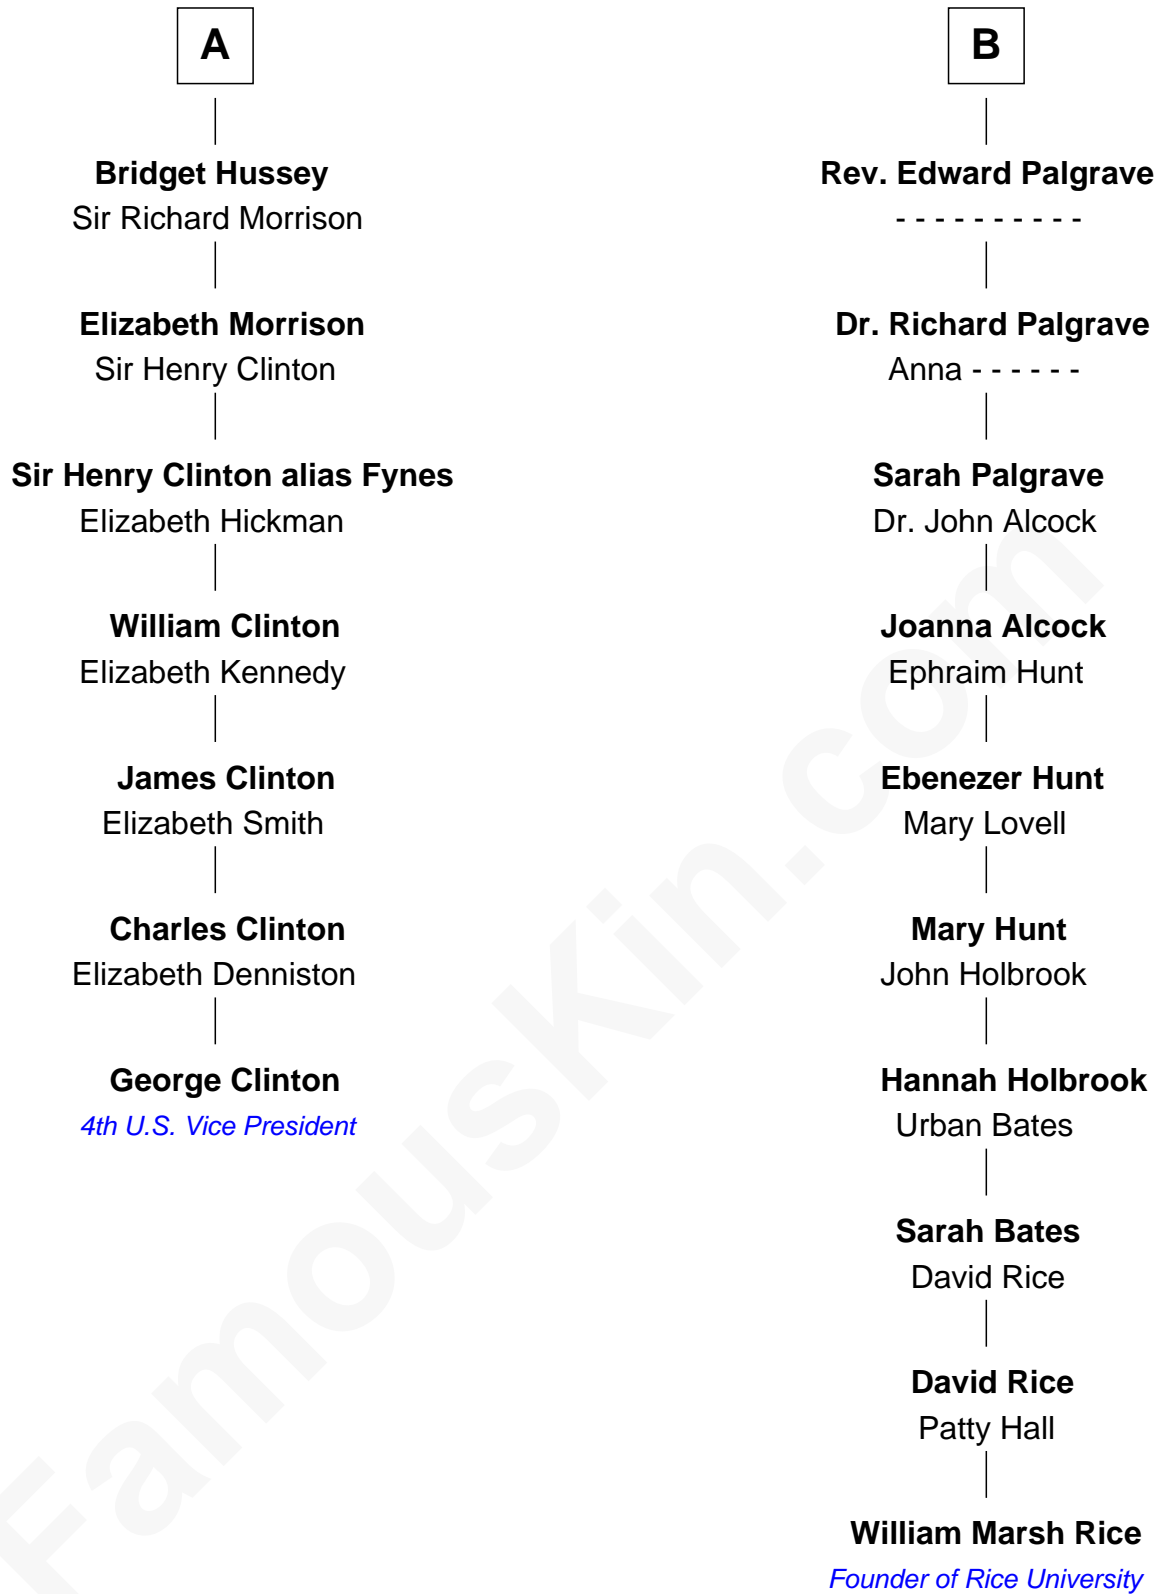 A
Bridget Hussey
Sir Richard Morrison
Elizabeth Morrison
Sir Henry Clinton
Sir Henry Clinton alias Fynes
Elizabeth Hickman
William Clinton
Elizabeth Kennedy
James Clinton
Elizabeth Smith
Charles Clinton
Elizabeth Denniston
George Clinton
4th U.S. Vice President
B
Rev. Edward Palgrave
- - - - - - - - - -
Dr. Richard Palgrave
Anna - - - - - -
Sarah Palgrave
Dr. John Alcock
Joanna Alcock
Ephraim Hunt
Ebenezer Hunt
Mary Lovell
Mary Hunt
John Holbrook
Hannah Holbrook
Urban Bates
Sarah Bates
David Rice
David Rice
Patty Hall
William Marsh Rice
Founder of Rice University
FamousKin.com